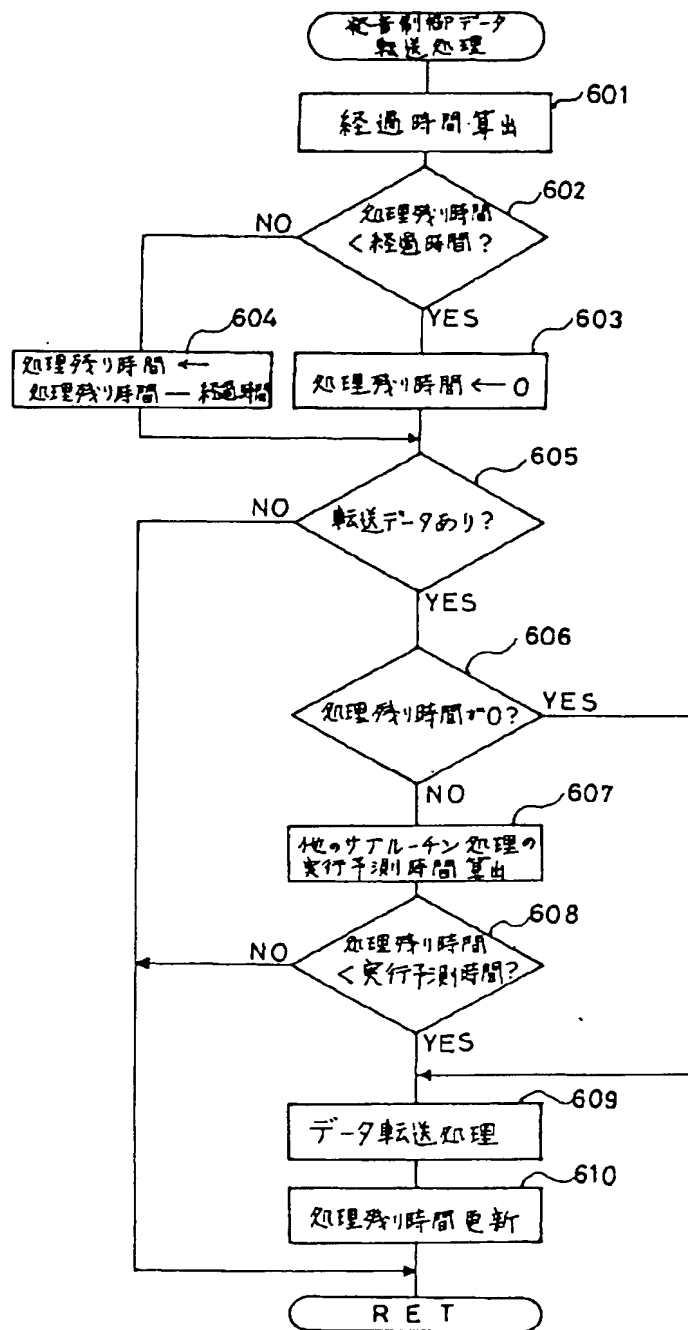 発音制御データ
転送処理
601
経過時間算出
602
処理残り時間
<経過時間?
NO
YES
604
603
処理残り時間 ←
処理残り時間 — 経過時間
処理残り時間 ← 0
605
転送データあり?
NO
YES
606
処理残り時間が0?
YES
NO
607
他のサブルーチン処理の
実行予測時間算出
608
処理残り時間
<実行予測時間?
NO
YES
609
データ転送処理
610
処理残り時間更新
RET